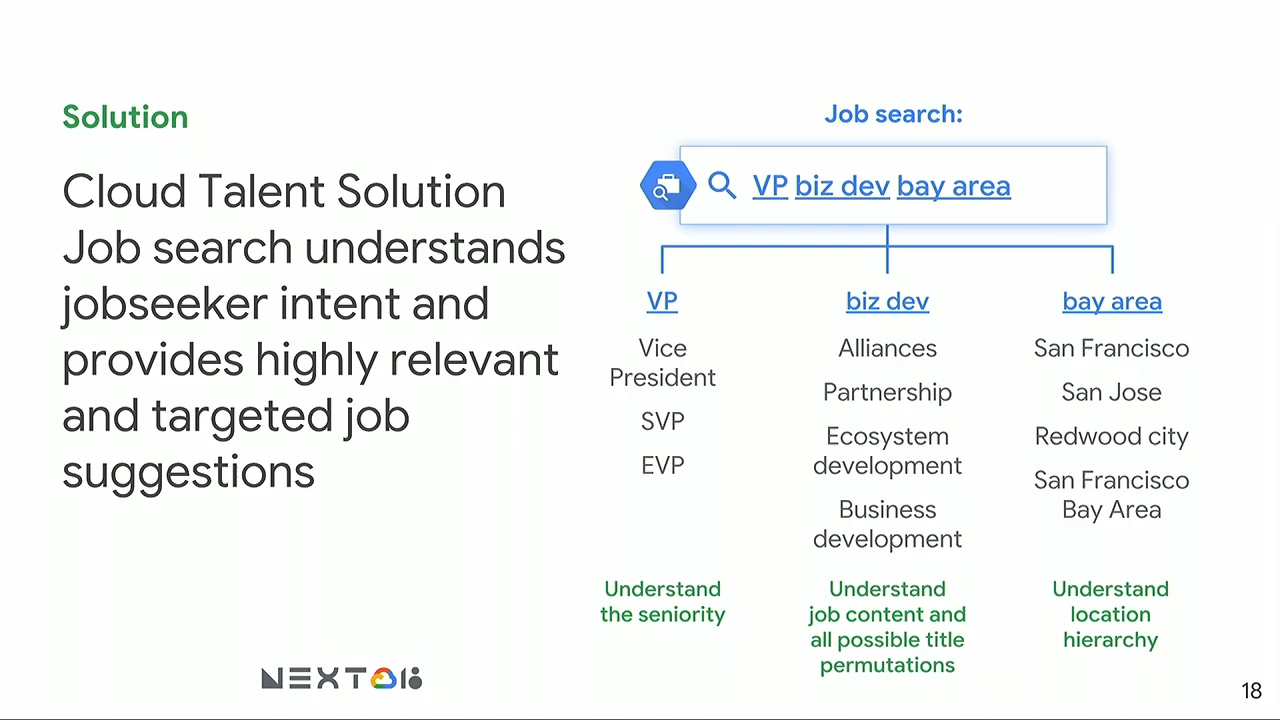 Solution
Cloud Talent Solution
Job search understands
jobseeker intent and
provides highly relevant
and targeted job
suggestions
Job search:
VP biz dev bay area
VP
Vice
President
SVP
EVP
Understand
the seniority
biz dev
Alliances
Partnership
Ecosystem
development
Business
development
Understand
job content and
all possible title
permutations
bay area
San Francisco
San Jose
Redwood city
San Francisco
Bay Area
Understand
location
hierarchy
NEXT 18
18